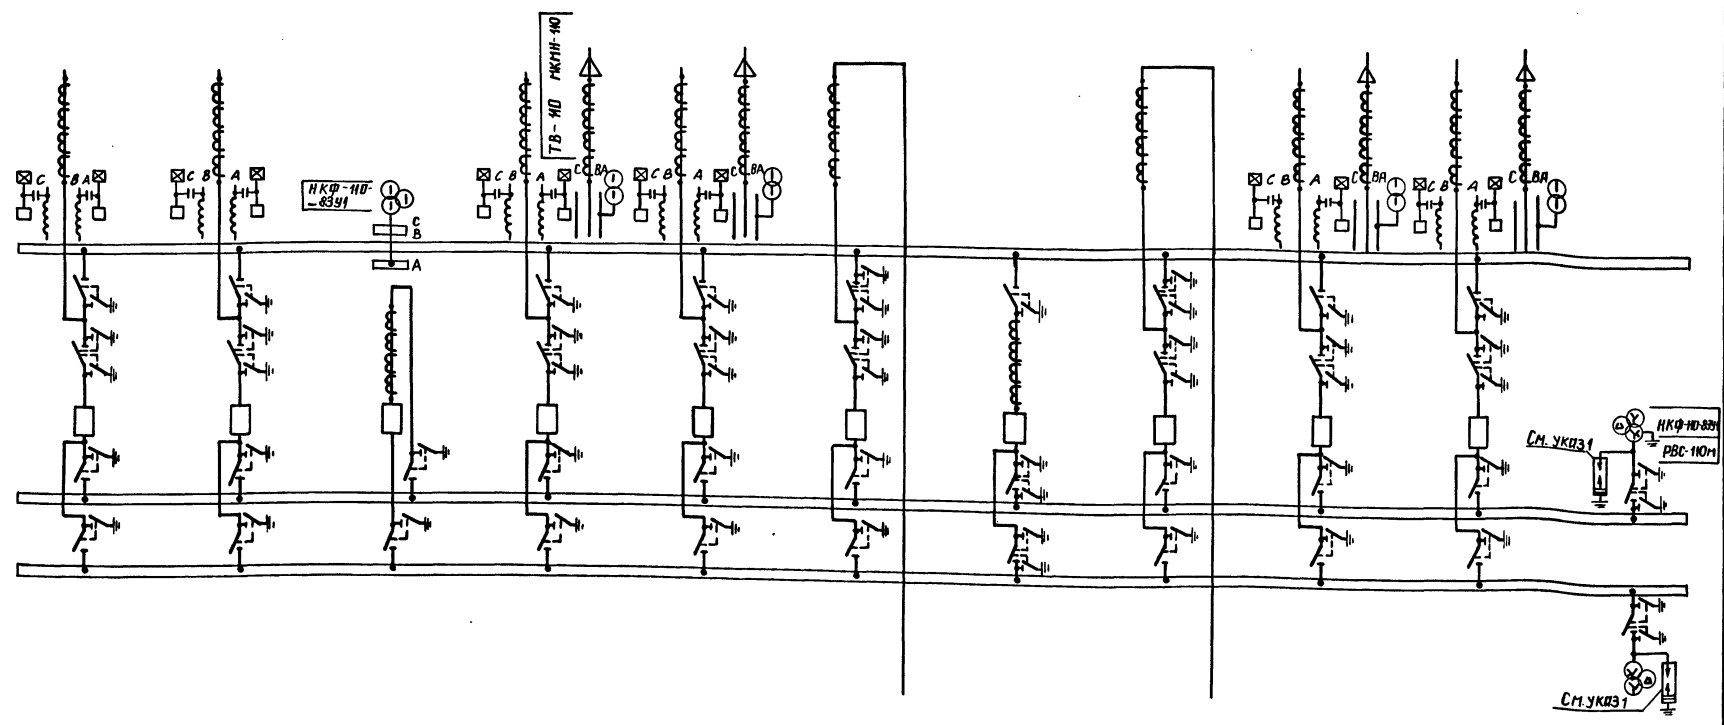 ТВ-110 МКМН-110
С
В А
С В
А
НКФ-110-
-83У1
С
В
А
С В
А
С
ВА
С В
А
С
ВА
С В
А
С
ВА
С В
А
С
ВА
См. указ 1
НКФ-110-83У1
РВС-110м
См. указ 1